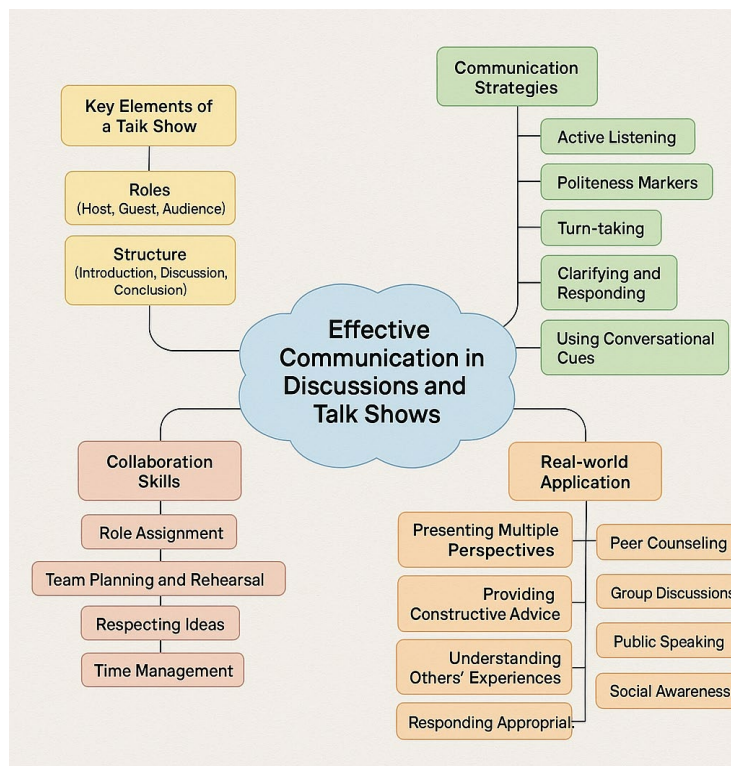 Key Elements of
a Taik Show
Roles
(Host, Guest, Audience)
Structure
(Introduction, Discussion,
Conclusion)
Communication
Strategies
Active Listening
Politeness Markers
Turn-taking
Clarifying and
Responding
Using Conversational
Cues
Effective
Communication in
Discussions and
Talk Shows
Collaboration
Skills
Role Assignment
Team Planning and Rehearsal
Respecting Ideas
Time Management
Real-world
Application
Presenting Multiple
Perspectives
Providing
Constructive Advice
Understanding
Others' Experiences
Responding Approprial.
Peer Counseling
Group Discussions
Public Speaking
Social Awareness